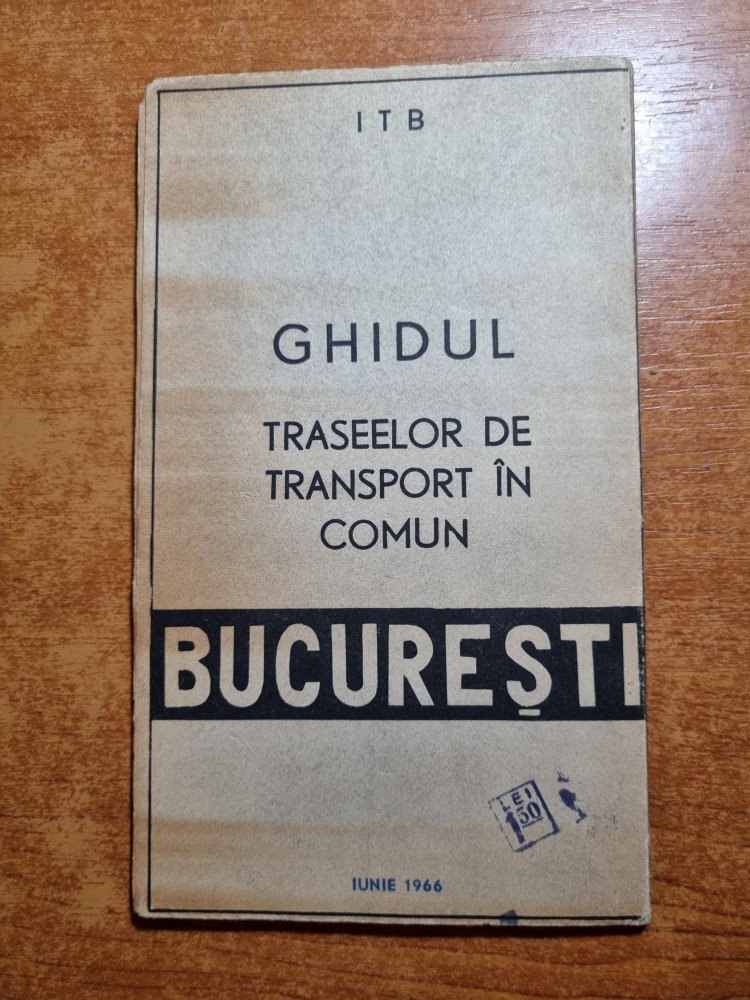 ITB
GHIDUL
TRASEELOR DE
TRANSPORT ÎN
COMUN
BUCUREȘTI
LEI
1 50
IUNIE 1966